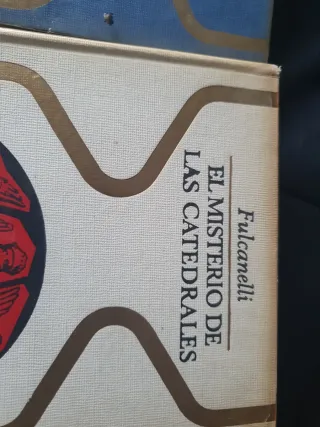 Fulcanelli
EL MISTERIO DE
LAS CATEDRALES